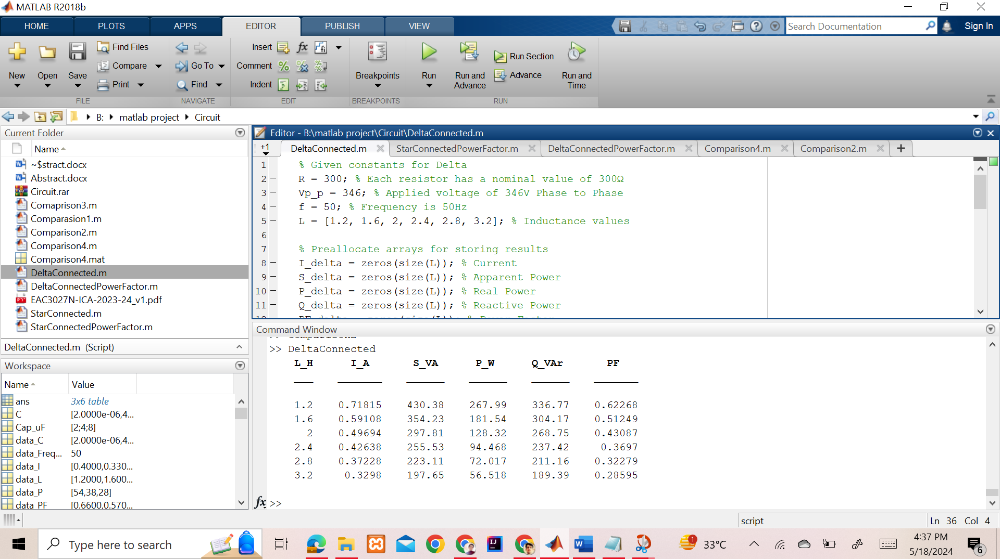 MATLAB R2018b
HOME PLOTS APPS EDITOR PUBLISH VIEW
Search Documentation
Sign In
New
Open
Save
Find Files
Compare
Print
FILE
Go To
Find
NAVIGATE
Insert
Comment
Indent
EDIT
Breakpoints
BREAKPOINTS
Run
Run and Advance
Run Section
Advance
Run and Time
RUN
B: matlab project Circuit
Current Folder
Name
~$stract.docx
Abstract.docx
Circuit.rar
Comaprison3.m
Comparasion1.m
Comparison2.m
Comparison4.m
Comparison4.mat
DeltaConnected.m
DeltaConnectedPowerFactor.m
EAC3027N-ICA-2023-24_v1.pdf
StarConnected.m
StarConnectedPowerFactor.m
DeltaConnected.m (Script)
Workspace
Name Value
ans 3x6 table
C [2.0000e-06,4...
Cap_uF [2;4;8]
data_C [2.0000e-06,4...
data_Freq... 50
data_I [0.4000,0.330...
data_L [1.2000,1.600...
data_P [54,38,28]
data_PF [0.6600,0.570...
Editor - B:\matlab project\Circuit\DeltaConnected.m
+1 DeltaConnected.m StarConnectedPowerFactor.m DeltaConnectedPowerFactor.m Comparison4.m Comparison2.m +
1 % Given constants for Delta
2 – R = 300; % Each resistor has a nominal value of 300Ω
3 – Vp_p = 346; % Applied voltage of 346V Phase to Phase
4 – f = 50; % Frequency is 50Hz
5 – L = [1.2, 1.6, 2, 2.4, 2.8, 3.2]; % Inductance values
6
7 % Preallocate arrays for storing results
8 – I_delta = zeros(size(L)); % Current
9 – S_delta = zeros(size(L)); % Apparent Power
10 – P_delta = zeros(size(L)); % Real Power
11 – Q_delta = zeros(size(L)); % Reactive Power
12 PF_delta = zeros(size(L)); % Power Factor
Command Window
>> Comparison2
>> DeltaConnected
L_H I_A S_VA P_W Q_VAr PF
1.2 0.71815 430.38 267.99 336.77 0.62268
1.6 0.59108 354.23 181.54 304.17 0.51249
2 0.49694 297.81 128.32 268.75 0.43087
2.4 0.42638 255.53 94.468 237.42 0.3697
2.8 0.37228 223.11 72.017 211.16 0.32279
3.2 0.3298 197.65 56.518 189.39 0.28595
fx >>
script
Ln 36 Col 4
Type here to search
1
33°C
4:37 PM
5/18/2024
6